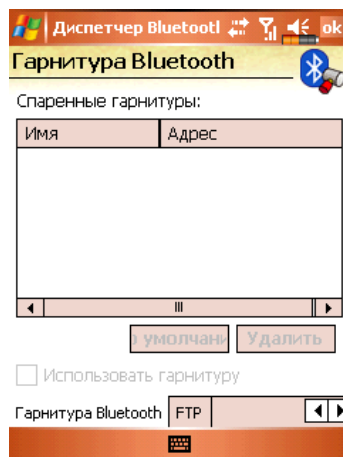 Диспетчер Bluetootl ok
Гарнитура Bluetooth
Спаренные гарнитуры:
Имя Адрес
умолчани Удалить
Использовать гарнитуру
Гарнитура Bluetooth FTP